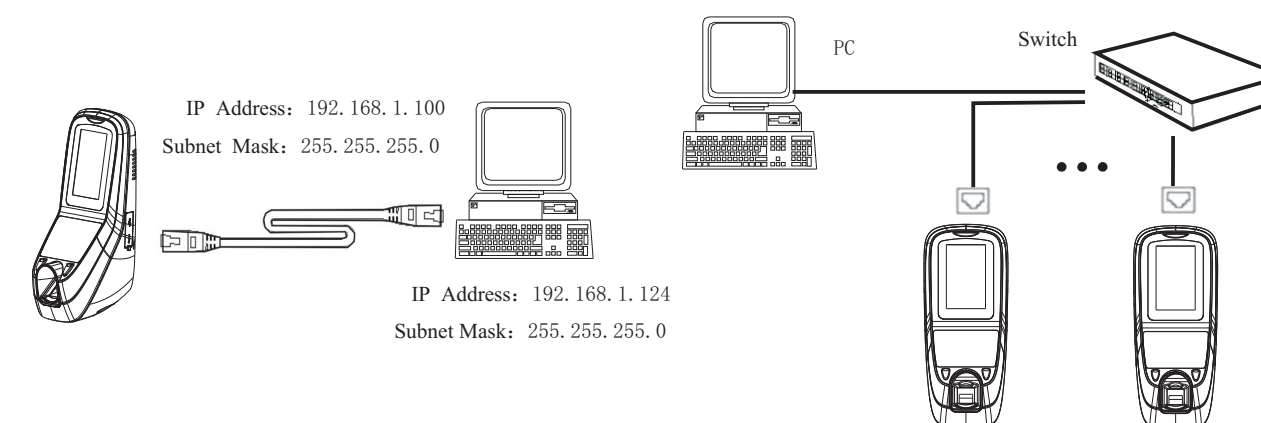 IP Address： 192.168.1.100
Subnet Mask： 255.255.255.0
IP Address： 192.168.1.124
Subnet Mask： 255.255.255.0
PC
Switch